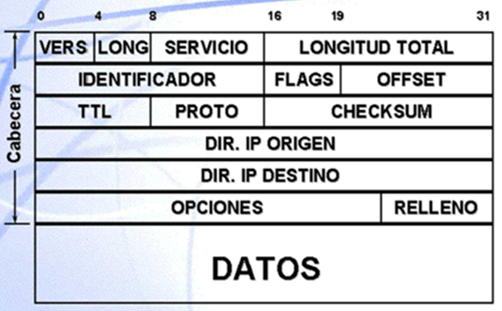 0 4 8 16 19 31
VERS LONG SERVICIO LONGITUD TOTAL
IDENTIFICADOR FLAGS OFFSET
TTL PROTO CHECKSUM
DIR. IP ORIGEN
DIR. IP DESTINO
OPCIONES RELLENO
Cabecera
DATOS